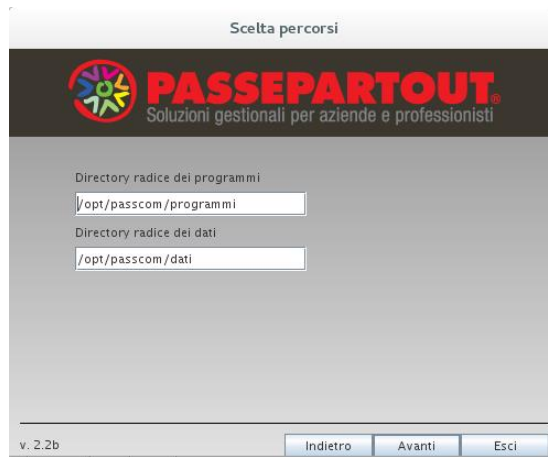 Scelta percorsi
PASSEPARTOUT®
Soluzioni gestionali per aziende e professionisti
Directory radice dei programmi
/opt/passcom/programmi
Directory radice dei dati
/opt/passcom/dati
v. 2.2b
Indietro Avanti Esci